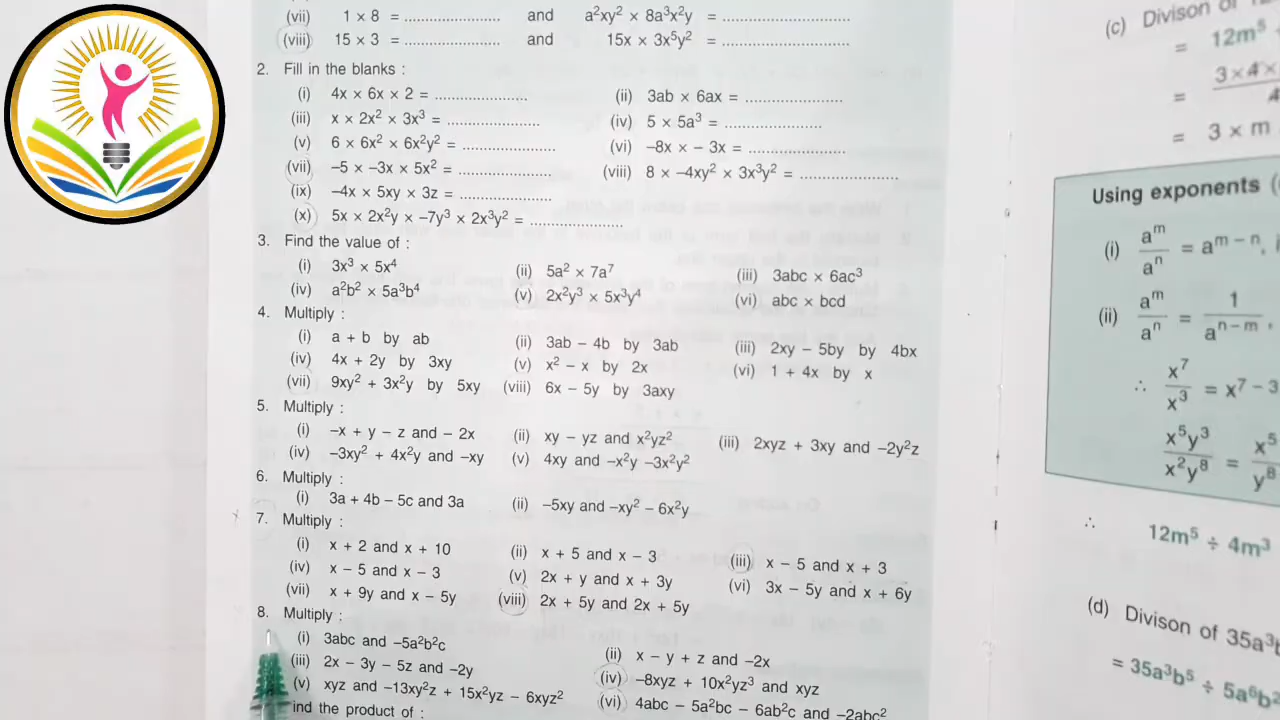 (vii) 1 × 8 = ........................ and a²xy² × 8a³x²y = ................................
(viii) 15 × 3 = ........................ and 15x × 3x⁵y² = ................................
2. Fill in the blanks :
(i) 4x × 6x × 2 = ........................ (ii) 3ab × 6ax = ........................
(iii) x × 2x² × 3x³ = ........................ (iv) 5 × 5a³ = ........................
(v) 6 × 6x² × 6x²y² = ........................ (vi) –8x × – 3x = ........................
(vii) –5 × –3x × 5x² = ........................ (viii) 8 × –4xy² × 3x³y² = ........................
(ix) –4x × 5xy × 3z = ........................
(x) 5x × 2x²y × –7y³ × 2x³y² = ........................
3. Find the value of :
(i) 3x³ × 5x⁴ (ii) 5a² × 7a⁷ (iii) 3abc × 6ac³
(iv) a²b² × 5a³b⁴ (v) 2x²y³ × 5x³y⁴ (vi) abc × bcd
4. Multiply :
(i) a + b by ab (ii) 3ab – 4b by 3ab (iii) 2xy – 5by by 4bx
(iv) 4x + 2y by 3xy (v) x² – x by 2x (vi) 1 + 4x by x
(vii) 9xy² + 3x²y by 5xy (viii) 6x – 5y by 3axy
5. Multiply :
(i) –x + y – z and – 2x (ii) xy – yz and x²yz² (iii) 2xyz + 3xy and –2y²z
(iv) –3xy² + 4x²y and –xy (v) 4xy and –x²y –3x²y²
6. Multiply :
(i) 3a + 4b – 5c and 3a (ii) –5xy and –xy² – 6x²y
7. Multiply :
(i) x + 2 and x + 10 (ii) x + 5 and x – 3 (iii) x – 5 and x + 3
(iv) x – 5 and x – 3 (v) 2x + y and x + 3y (vi) 3x – 5y and x + 6y
(vii) x + 9y and x – 5y (viii) 2x + 5y and 2x + 5y
8. Multiply :
(i) 3abc and –5a²b²c (ii) x – y + z and –2x
(iii) 2x – 3y – 5z and –2y (iv) –8xyz + 10x²yz³ and xyz
(v) xyz and –13xy²z + 15x²yz – 6xyz² (vi) 4abc – 5a²bc – 6ab²c and –2abc²
ind the product of :
(c) Divison of
= 12m⁵
3 × 4 ×
= 4
= 3 × m
Using exponents
(i) aᵐ/aⁿ = aᵐ⁻ⁿ,
(ii) aᵐ/aⁿ = 1/aⁿ⁻ᵐ,
∴ x⁷/x³ = x⁷⁻³
x⁵y³/x²y⁸ = x⁵/y⁸
∴ 12m⁵ ÷ 4m³
(d) Divison of 35a³b
= 35a³b⁵ ÷ 5a⁶b